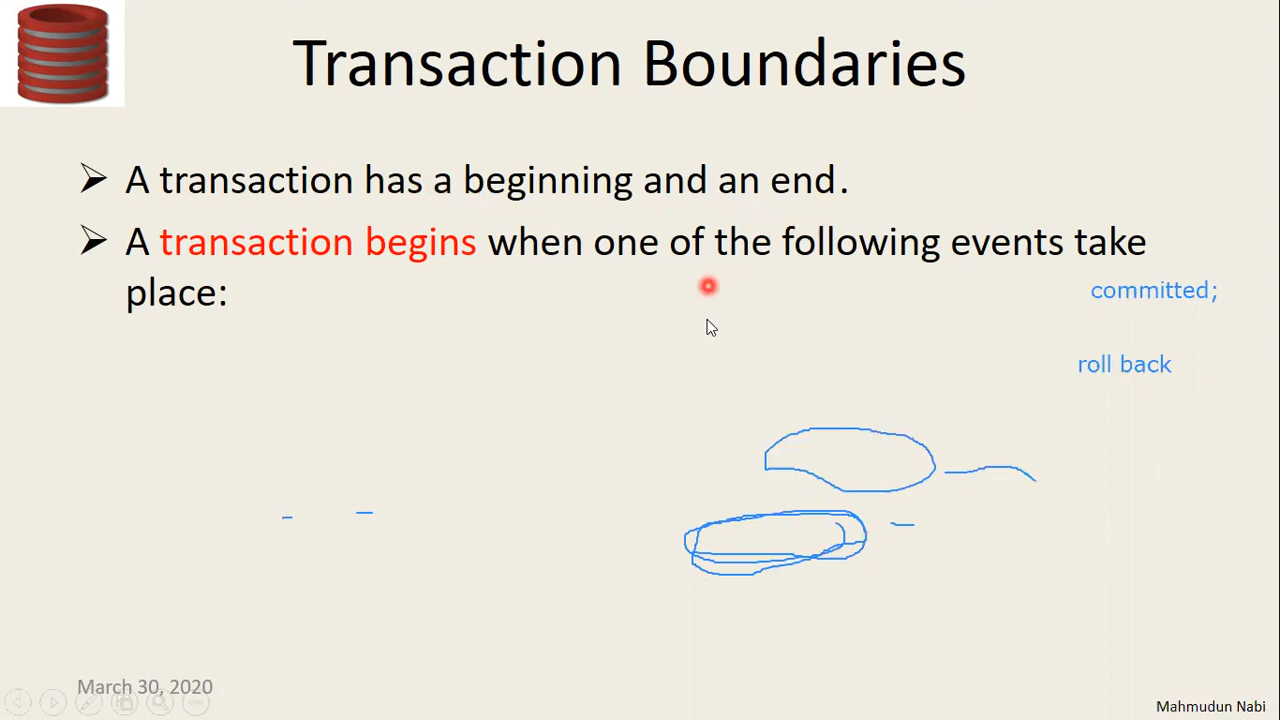 Transaction Boundaries
A transaction has a beginning and an end.
A transaction begins when one of the following events take
place:
committed;
roll back
March 30, 2020
Mahmudun Nabi